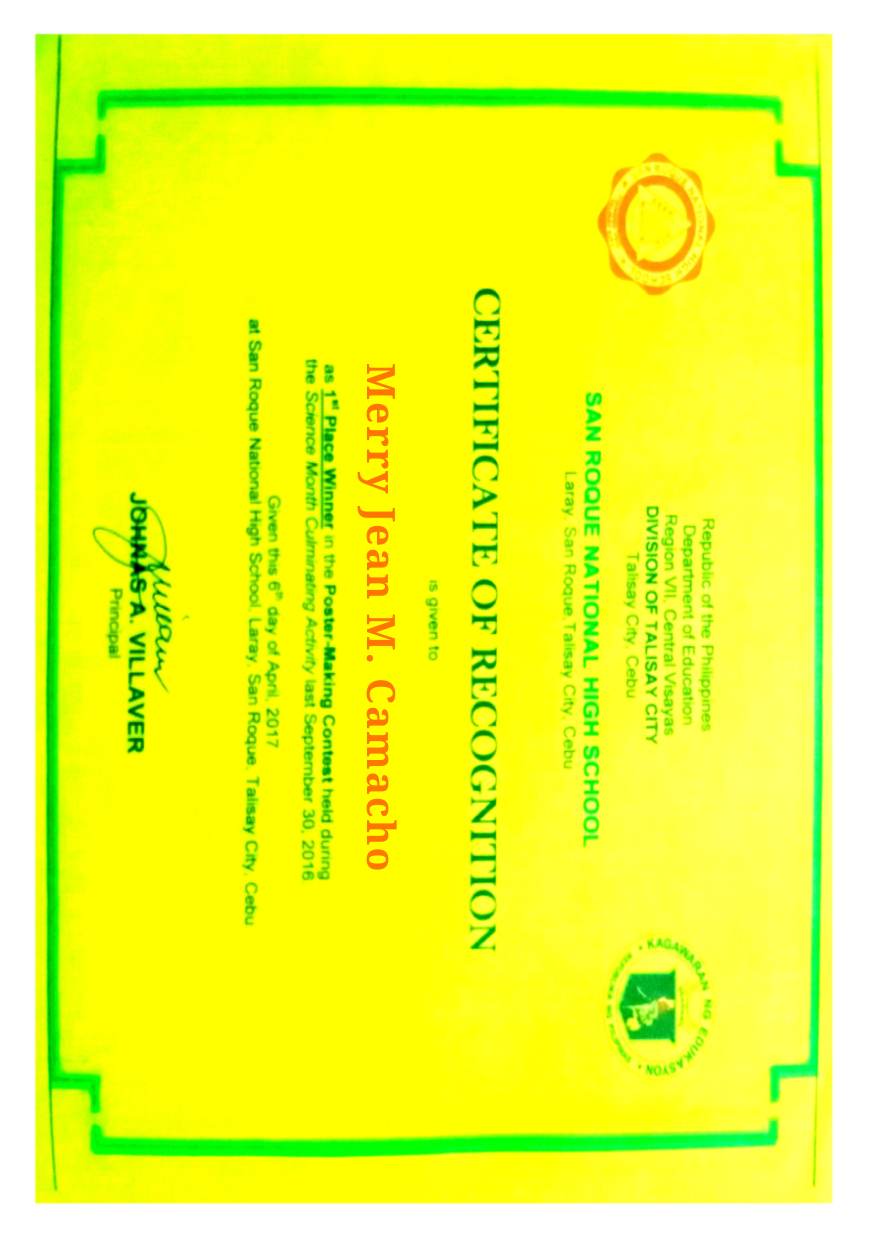 Republic of the Philippines
Department of Education
Region VII, Central Visayas
DIVISION OF TALISAY CITY
Talisay City, Cebu
SAN ROQUE NATIONAL HIGH SCHOOL
Laray, San Roque, Talisay City, Cebu
KAGAWARAN NG EDUKASYON
CERTIFICATE OF RECOGNITION
is given to
Merry Jean M. Camacho
as 1st Place Winner in the Poster-Making Contest held during
the Science Month Culminating Activity last September 30, 2016.
Given this 6th day of April, 2017
at San Roque National High School, Laray, San Roque, Talisay City, Cebu
JOHNAS A. VILLAVER
Principal